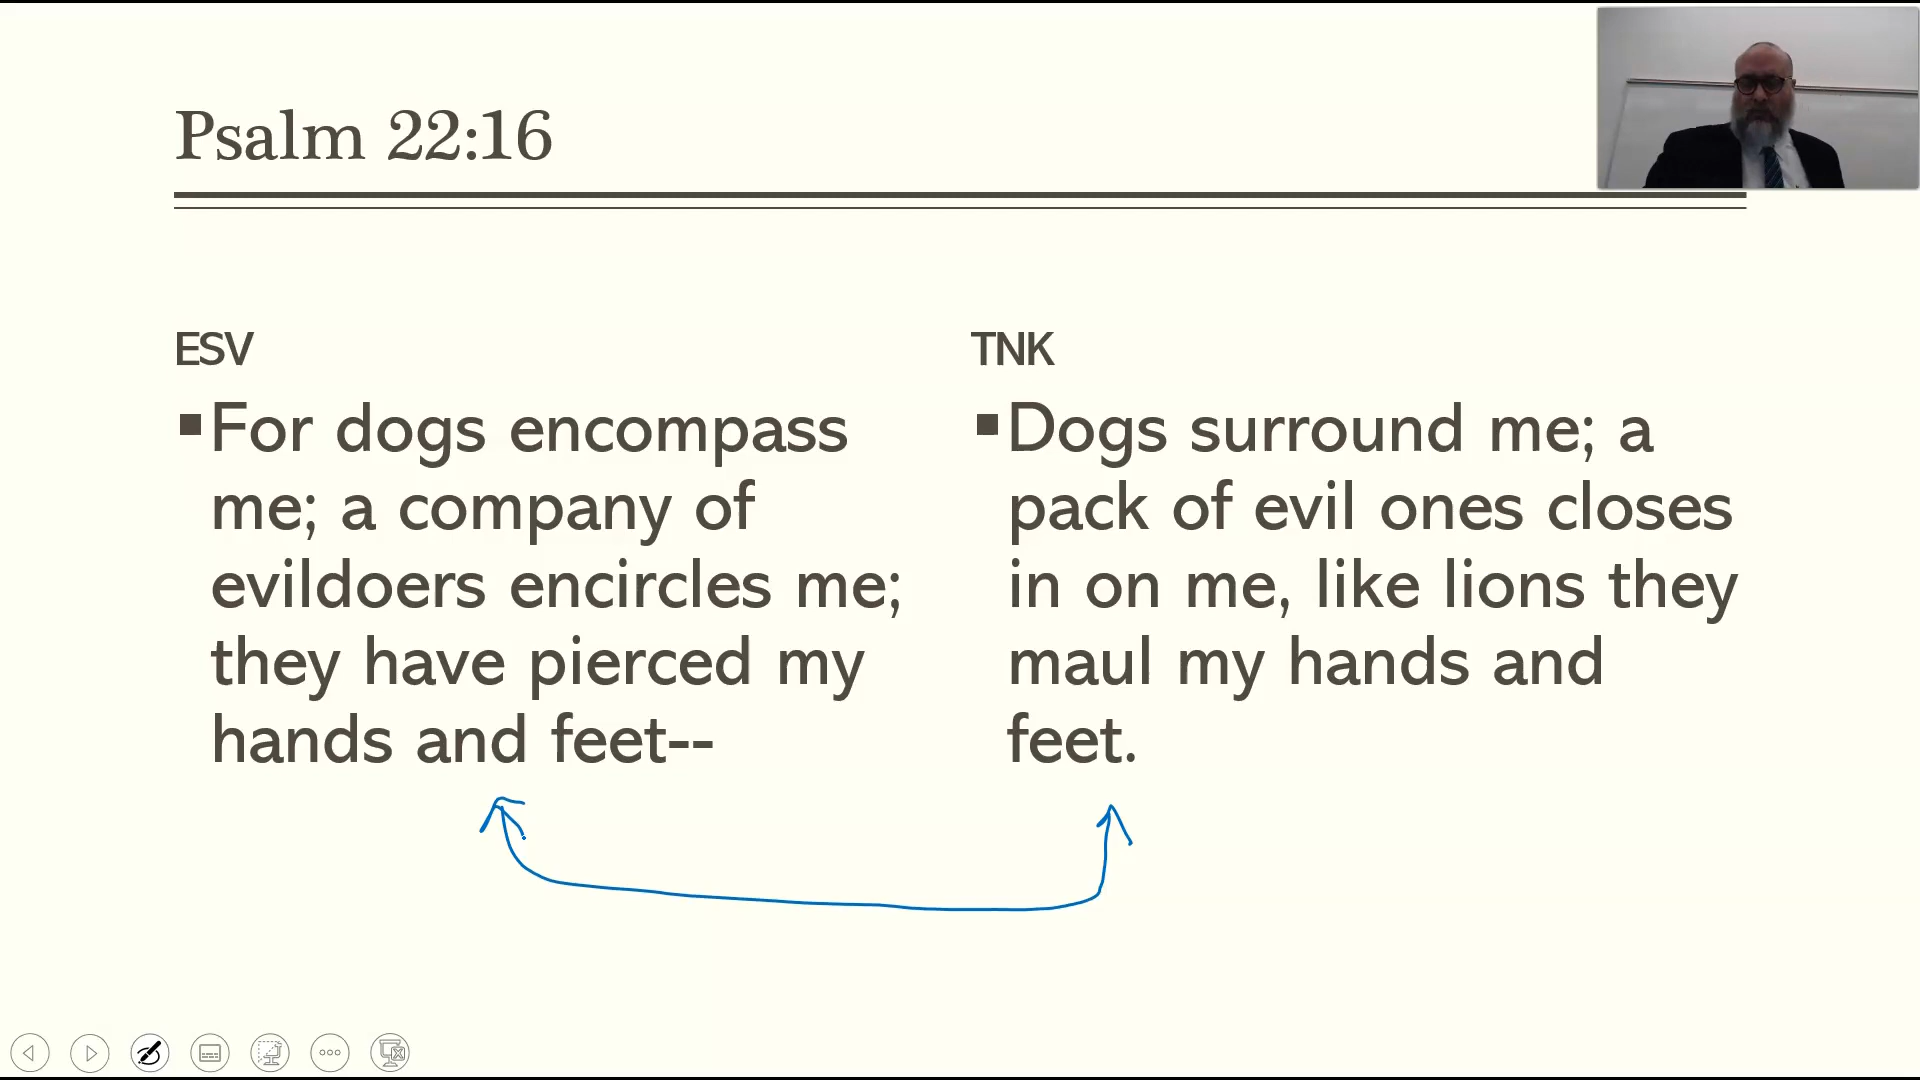 Psalm 22:16
ESV
▪For dogs encompass
me; a company of
evildoers encircles me;
they have pierced my
hands and feet--
TNK
▪Dogs surround me; a
pack of evil ones closes
in on me, like lions they
maul my hands and
feet.